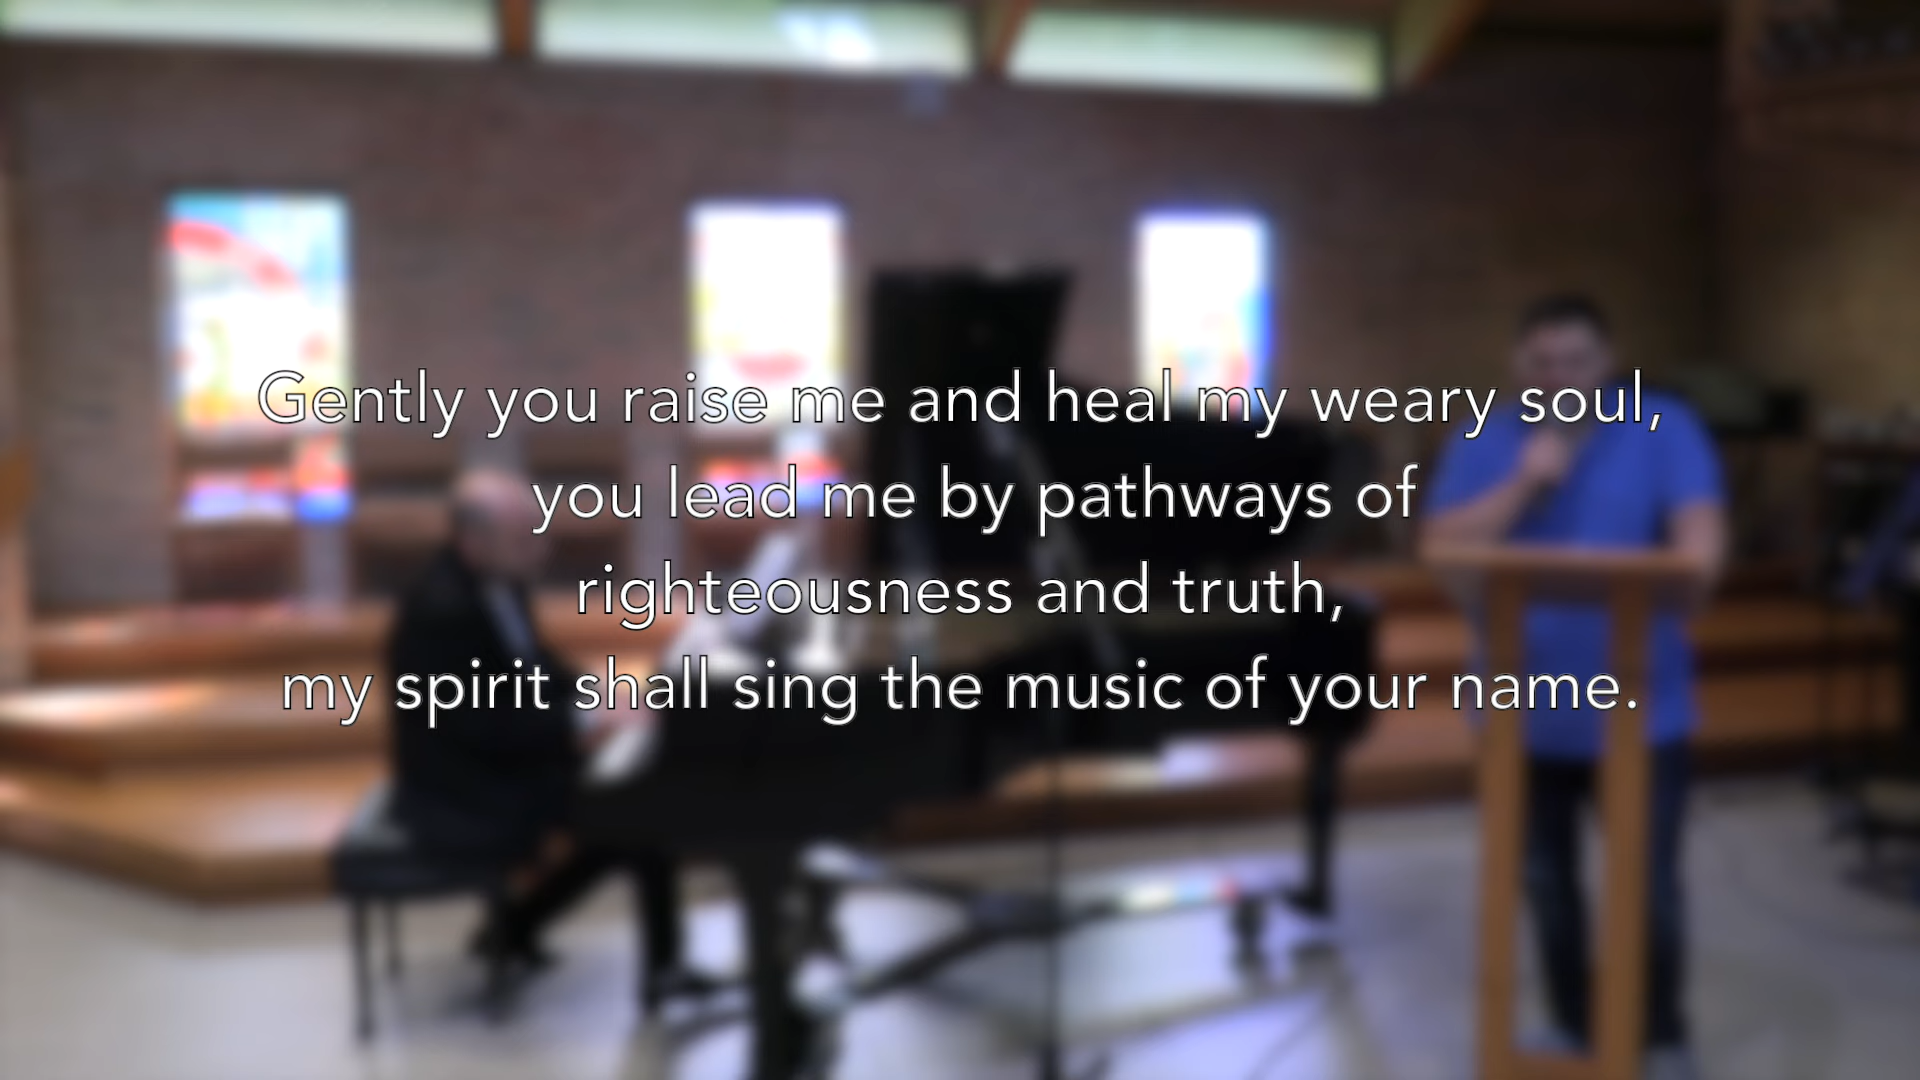 Gently you raise me and heal my weary soul,
you lead me by pathways of
righteousness and truth,
my spirit shall sing the music of your name.